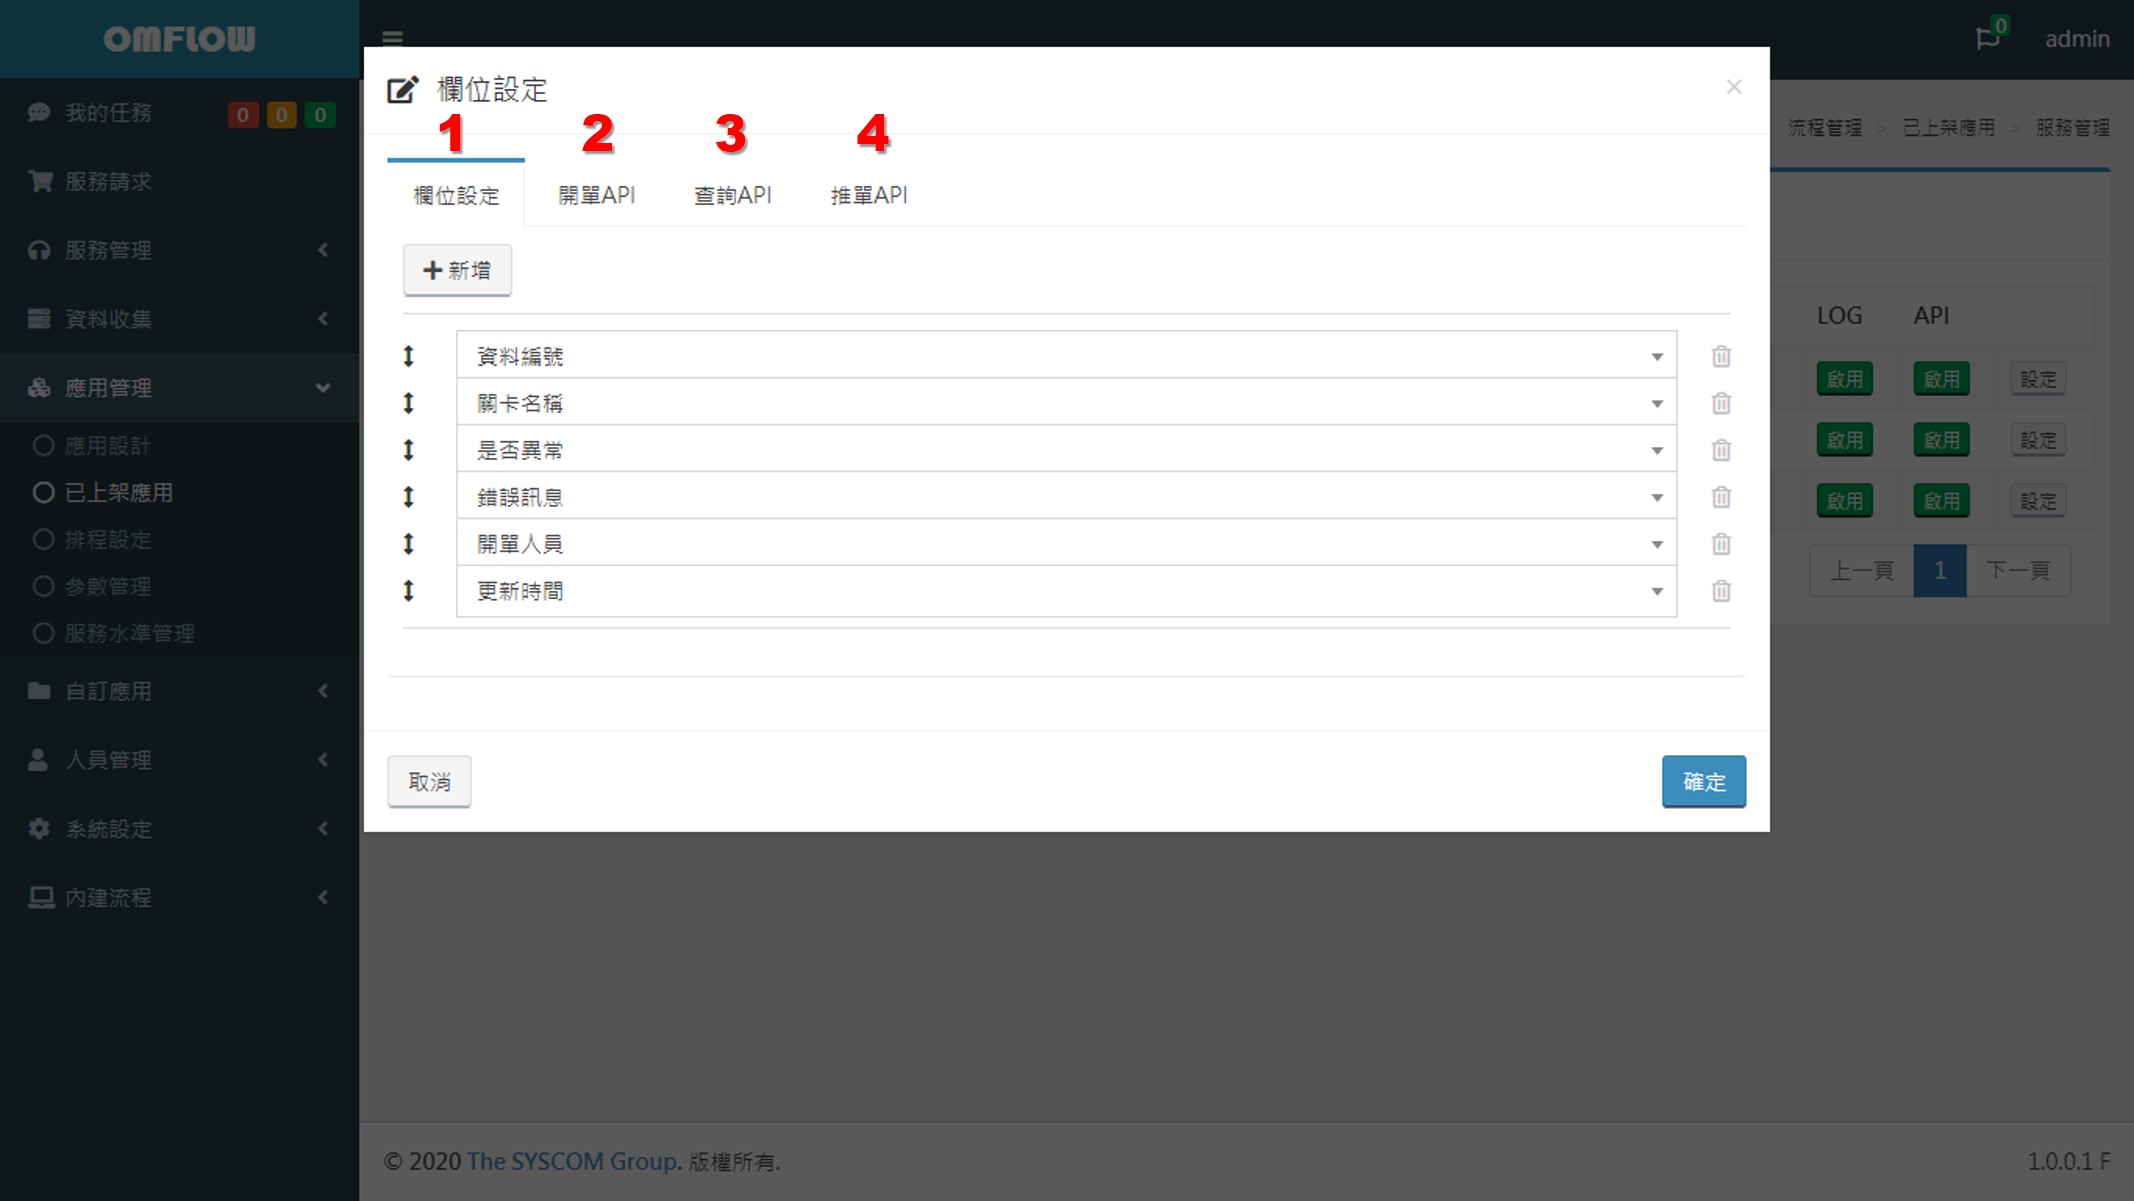 OMFLOW
0
admin
我的任務
0
0
0
服務請求
服務管理
資料收集
應用管理
應用設計
已上架應用
排程設定
參數管理
服務水準管理
自訂應用
人員管理
系統設定
內建流程
流程管理 > 已上架應用 > 服務管理
LOG API
啟用 啟用 設定
啟用 啟用 設定
啟用 啟用 設定
上一頁 1 下一頁
欄位設定
×
1 2 3 4
欄位設定 開單API 查詢API 推單API
新增
資料編號
關卡名稱
是否異常
錯誤訊息
開單人員
更新時間
取消
確定
© 2020 The SYSCOM Group. 版權所有.
1.0.0.1 F